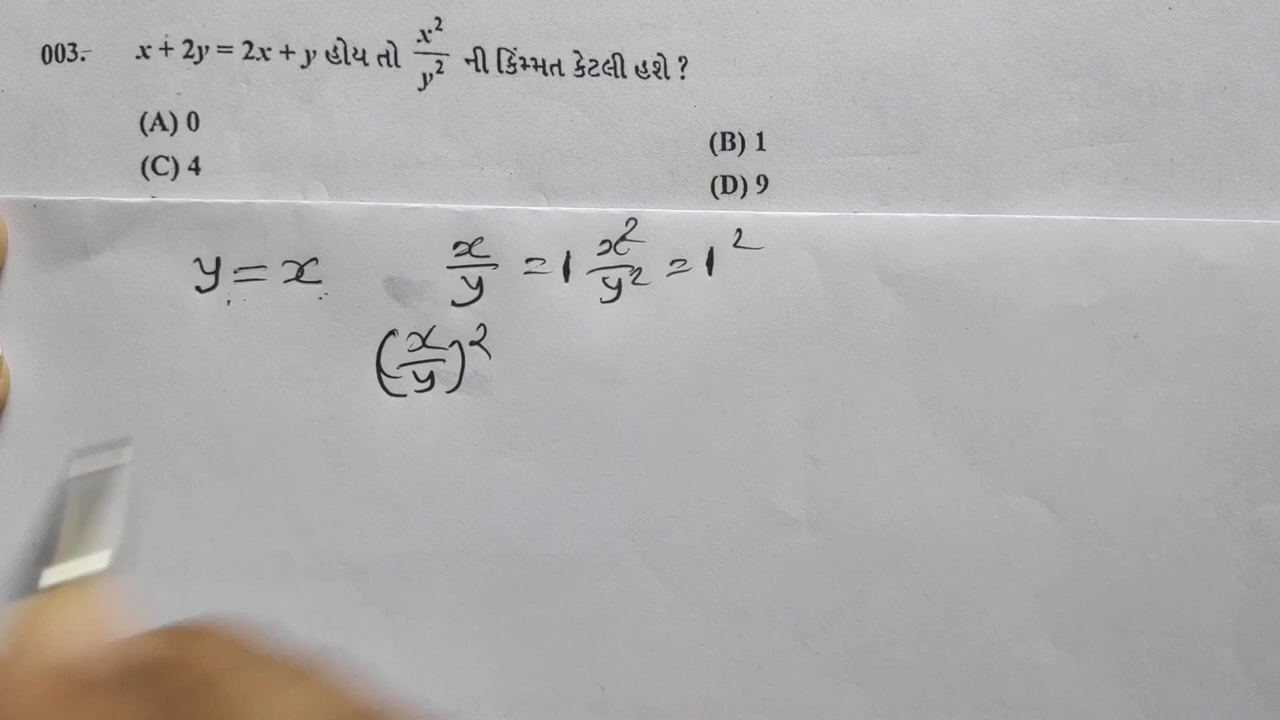 003.- x + 2y = 2x + y હોય તો x²/y² ની કિંમ્મત કેટલી હશે ?
(A) 0
(B) 1
(C) 4
(D) 9
y = x x/y = 1 x²/y² = 1²
(x/y)²